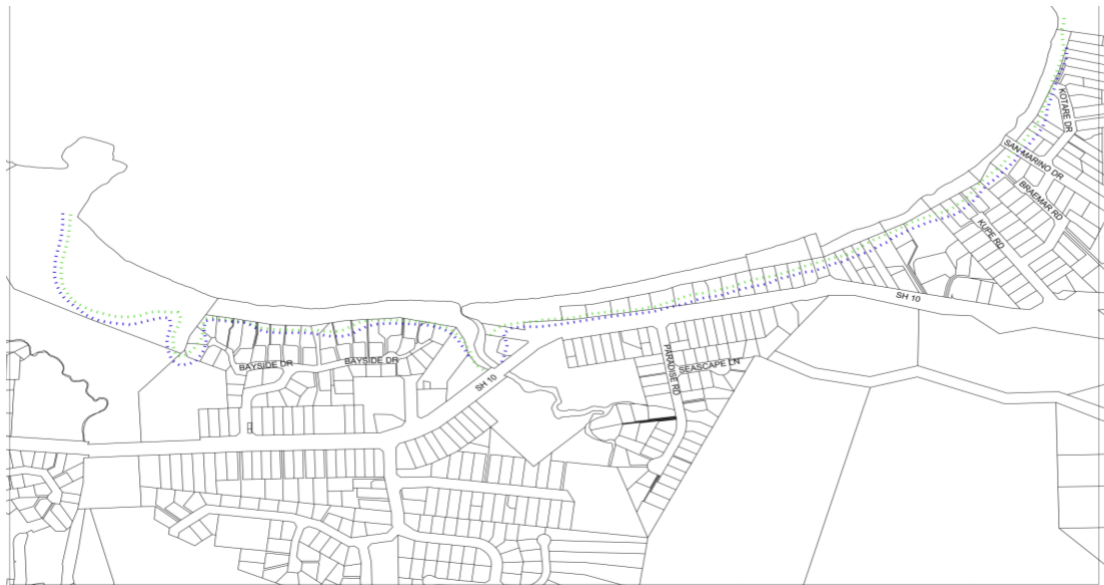 KOTARE DR
SAN MARINO DR
BRAEMAR RD
KUPE RD
SH 10
BAYSIDE DR
BAYSIDE DR
SH 10
PARADISE RD
SEASCAPE LN